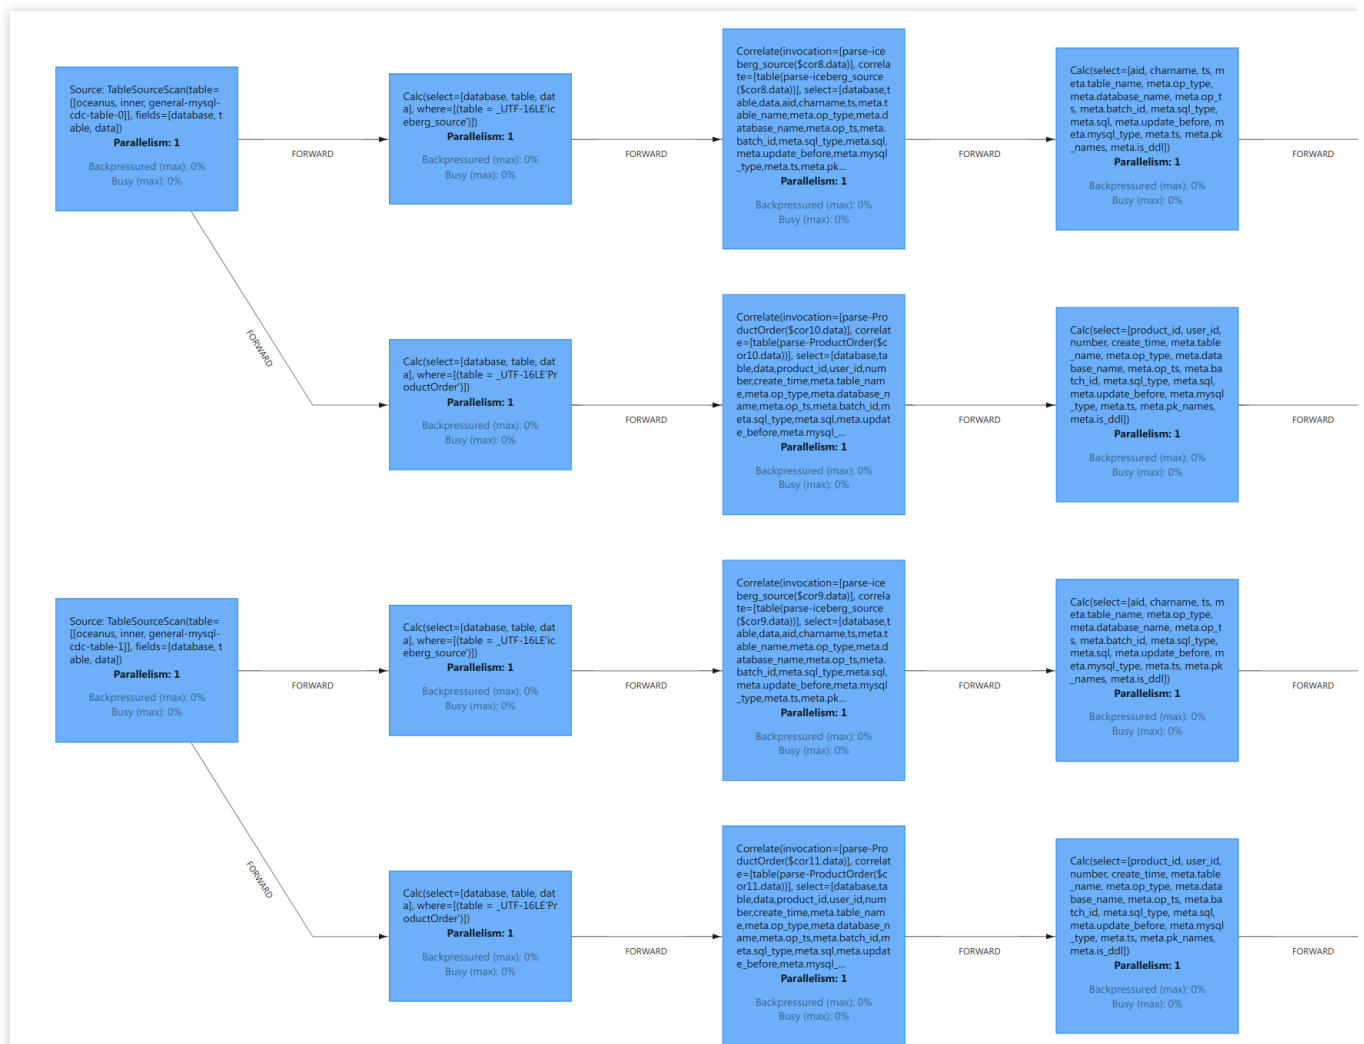 Source: TableSourceScan(table=
[[oceanus, inner, general-mysql-
cdc-table-0]], fields=[database, t
able, data])
Parallelism: 1
Backpressured (max): 0%
Busy (max): 0%
FORWARD
Calc(select=[database, table, dat
a], where=[(table = _UTF-16LE'ic
eberg_source')])
Parallelism: 1
Backpressured (max): 0%
Busy (max): 0%
FORWARD
Correlate(invocation=[parse-ice
berg_source($cor8.data)], correla
te=[table(parse-iceberg_source
($cor8.data))], select=[database,t
able,data,aid,charname,ts,meta.t
able_name,meta.op_type,meta.d
atabase_name,meta.op_ts,meta.
batch_id,meta.sql_type,meta.sql,
meta.update_before,meta.mysql
_type,meta.ts,meta.pk...
Parallelism: 1
Backpressured (max): 0%
Busy (max): 0%
FORWARD
Calc(select=[aid, charname, ts, m
eta.table_name, meta.op_type,
meta.database_name, meta.op_t
s, meta.batch_id, meta.sql_type,
meta.sql, meta.update_before, m
eta.mysql_type, meta.ts, meta.pk
_names, meta.is_ddl])
Parallelism: 1
Backpressured (max): 0%
Busy (max): 0%
FORWARD
FORWARD
Calc(select=[database, table, dat
a], where=[(table = _UTF-16LE'Pr
oductOrder')])
Parallelism: 1
Backpressured (max): 0%
Busy (max): 0%
FORWARD
Correlate(invocation=[parse-Pro
ductOrder($cor10.data)], correlat
e=[table(parse-ProductOrder($c
or10.data))], select=[database,ta
ble,data,product_id,user_id,num
ber,create_time,meta.table_nam
e,meta.op_type,meta.database_n
ame,meta.op_ts,meta.batch_id,m
eta.sql_type,meta.sql,meta.updat
e_before,meta.mysql_...
Parallelism: 1
Backpressured (max): 0%
Busy (max): 0%
FORWARD
Calc(select=[product_id, user_id,
number, create_time, meta.table
_name, meta.op_type, meta.data
base_name, meta.op_ts, meta.ba
tch_id, meta.sql_type, meta.sql,
meta.update_before, meta.mysql
_type, meta.ts, meta.pk_names,
meta.is_ddl])
Parallelism: 1
Backpressured (max): 0%
Busy (max): 0%
FORWARD
Source: TableSourceScan(table=
[[oceanus, inner, general-mysql-
cdc-table-1]], fields=[database, t
able, data])
Parallelism: 1
Backpressured (max): 0%
Busy (max): 0%
FORWARD
Calc(select=[database, table, dat
a], where=[(table = _UTF-16LE'ic
eberg_source')])
Parallelism: 1
Backpressured (max): 0%
Busy (max): 0%
FORWARD
Correlate(invocation=[parse-ice
berg_source($cor9.data)], correla
te=[table(parse-iceberg_source
($cor9.data))], select=[database,t
able,data,aid,charname,ts,meta.t
able_name,meta.op_type,meta.d
atabase_name,meta.op_ts,meta.
batch_id,meta.sql_type,meta.sql,
meta.update_before,meta.mysql
_type,meta.ts,meta.pk...
Parallelism: 1
Backpressured (max): 0%
Busy (max): 0%
FORWARD
Calc(select=[aid, charname, ts, m
eta.table_name, meta.op_type,
meta.database_name, meta.op_t
s, meta.batch_id, meta.sql_type,
meta.sql, meta.update_before, m
eta.mysql_type, meta.ts, meta.pk
_names, meta.is_ddl])
Parallelism: 1
Backpressured (max): 0%
Busy (max): 0%
FORWARD
FORWARD
Calc(select=[database, table, dat
a], where=[(table = _UTF-16LE'Pr
oductOrder')])
Parallelism: 1
Backpressured (max): 0%
Busy (max): 0%
FORWARD
Correlate(invocation=[parse-Pro
ductOrder($cor11.data)], correlat
e=[table(parse-ProductOrder($c
or11.data))], select=[database,ta
ble,data,product_id,user_id,num
ber,create_time,meta.table_nam
e,meta.op_type,meta.database_n
ame,meta.op_ts,meta.batch_id,m
eta.sql_type,meta.sql,meta.updat
e_before,meta.mysql_...
Parallelism: 1
Backpressured (max): 0%
Busy (max): 0%
FORWARD
Calc(select=[product_id, user_id,
number, create_time, meta.table
_name, meta.op_type, meta.data
base_name, meta.op_ts, meta.ba
tch_id, meta.sql_type, meta.sql,
meta.update_before, meta.mysql
_type, meta.ts, meta.pk_names,
meta.is_ddl])
Parallelism: 1
Backpressured (max): 0%
Busy (max): 0%
FORWARD